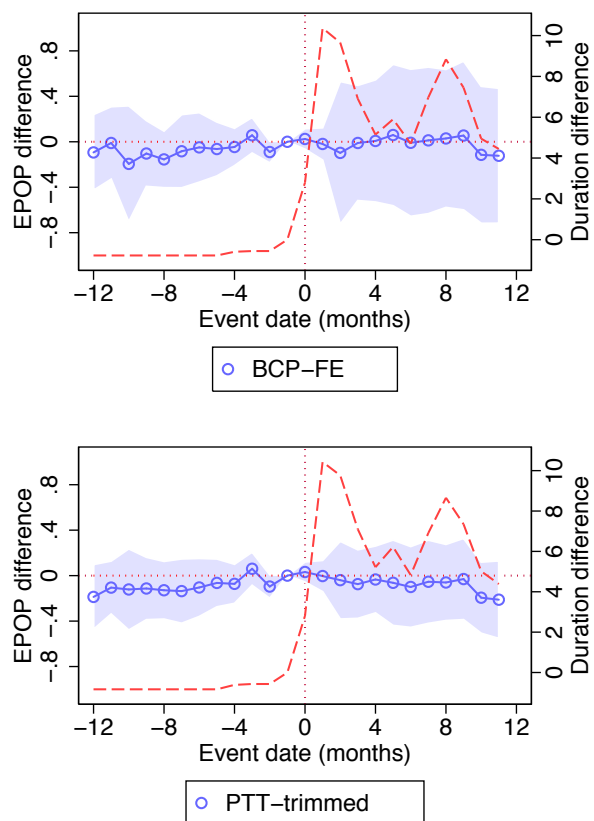 EPOP difference
.8
.4
0
−.4
−.8
10
8
6
4
2
0
Duration difference
−12 −8 −4 0 4 8 12
Event date (months)
BCP−FE
EPOP difference
.8
.4
0
−.4
−.8
10
8
6
4
2
0
Duration difference
−12 −8 −4 0 4 8 12
Event date (months)
PTT−trimmed